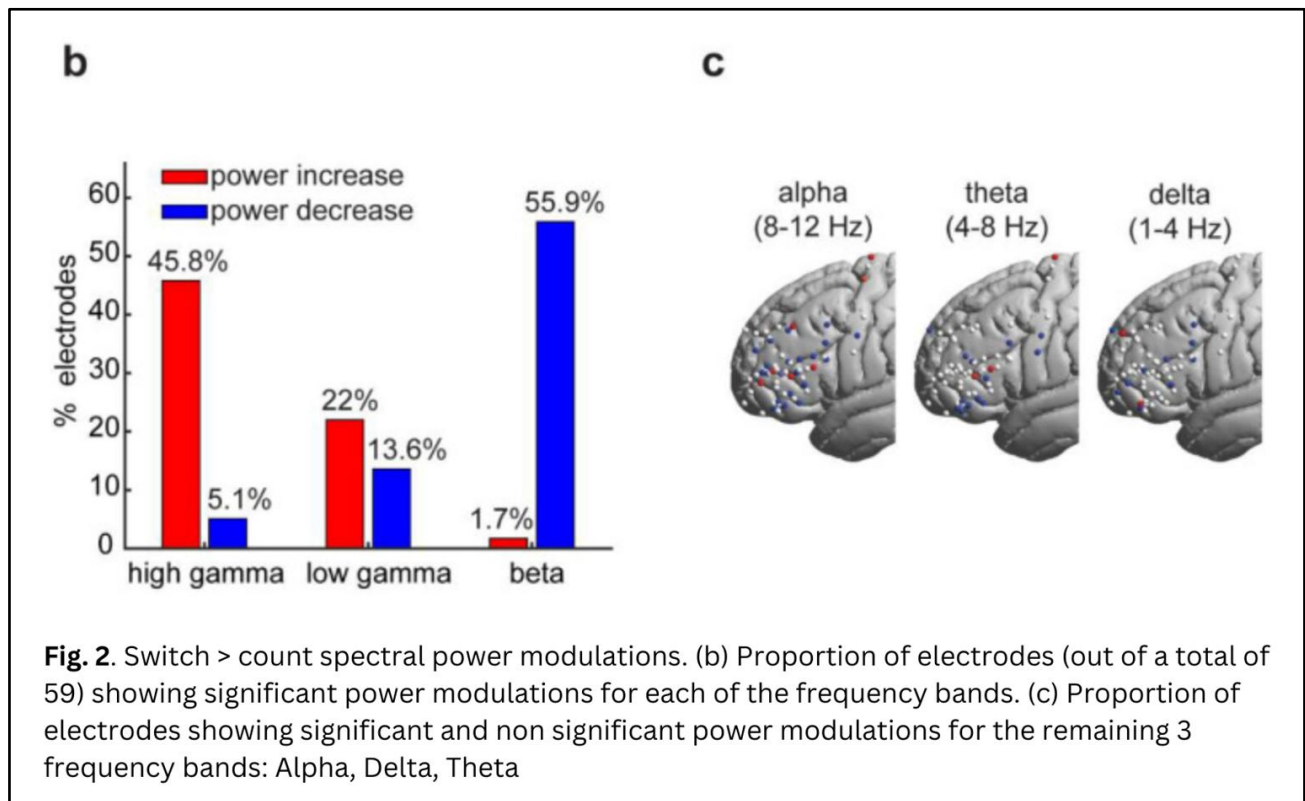 b
c
power increase
power decrease
% electrodes
60
50
40
30
20
10
0
45.8%
5.1%
22%
13.6%
1.7%
55.9%
high gamma
low gamma
beta
alpha
(8-12 Hz)
theta
(4-8 Hz)
delta
(1-4 Hz)
Fig. 2. Switch > count spectral power modulations. (b) Proportion of electrodes (out of a total of
59) showing significant power modulations for each of the frequency bands. (c) Proportion of
electrodes showing significant and non significant power modulations for the remaining 3
frequency bands: Alpha, Delta, Theta